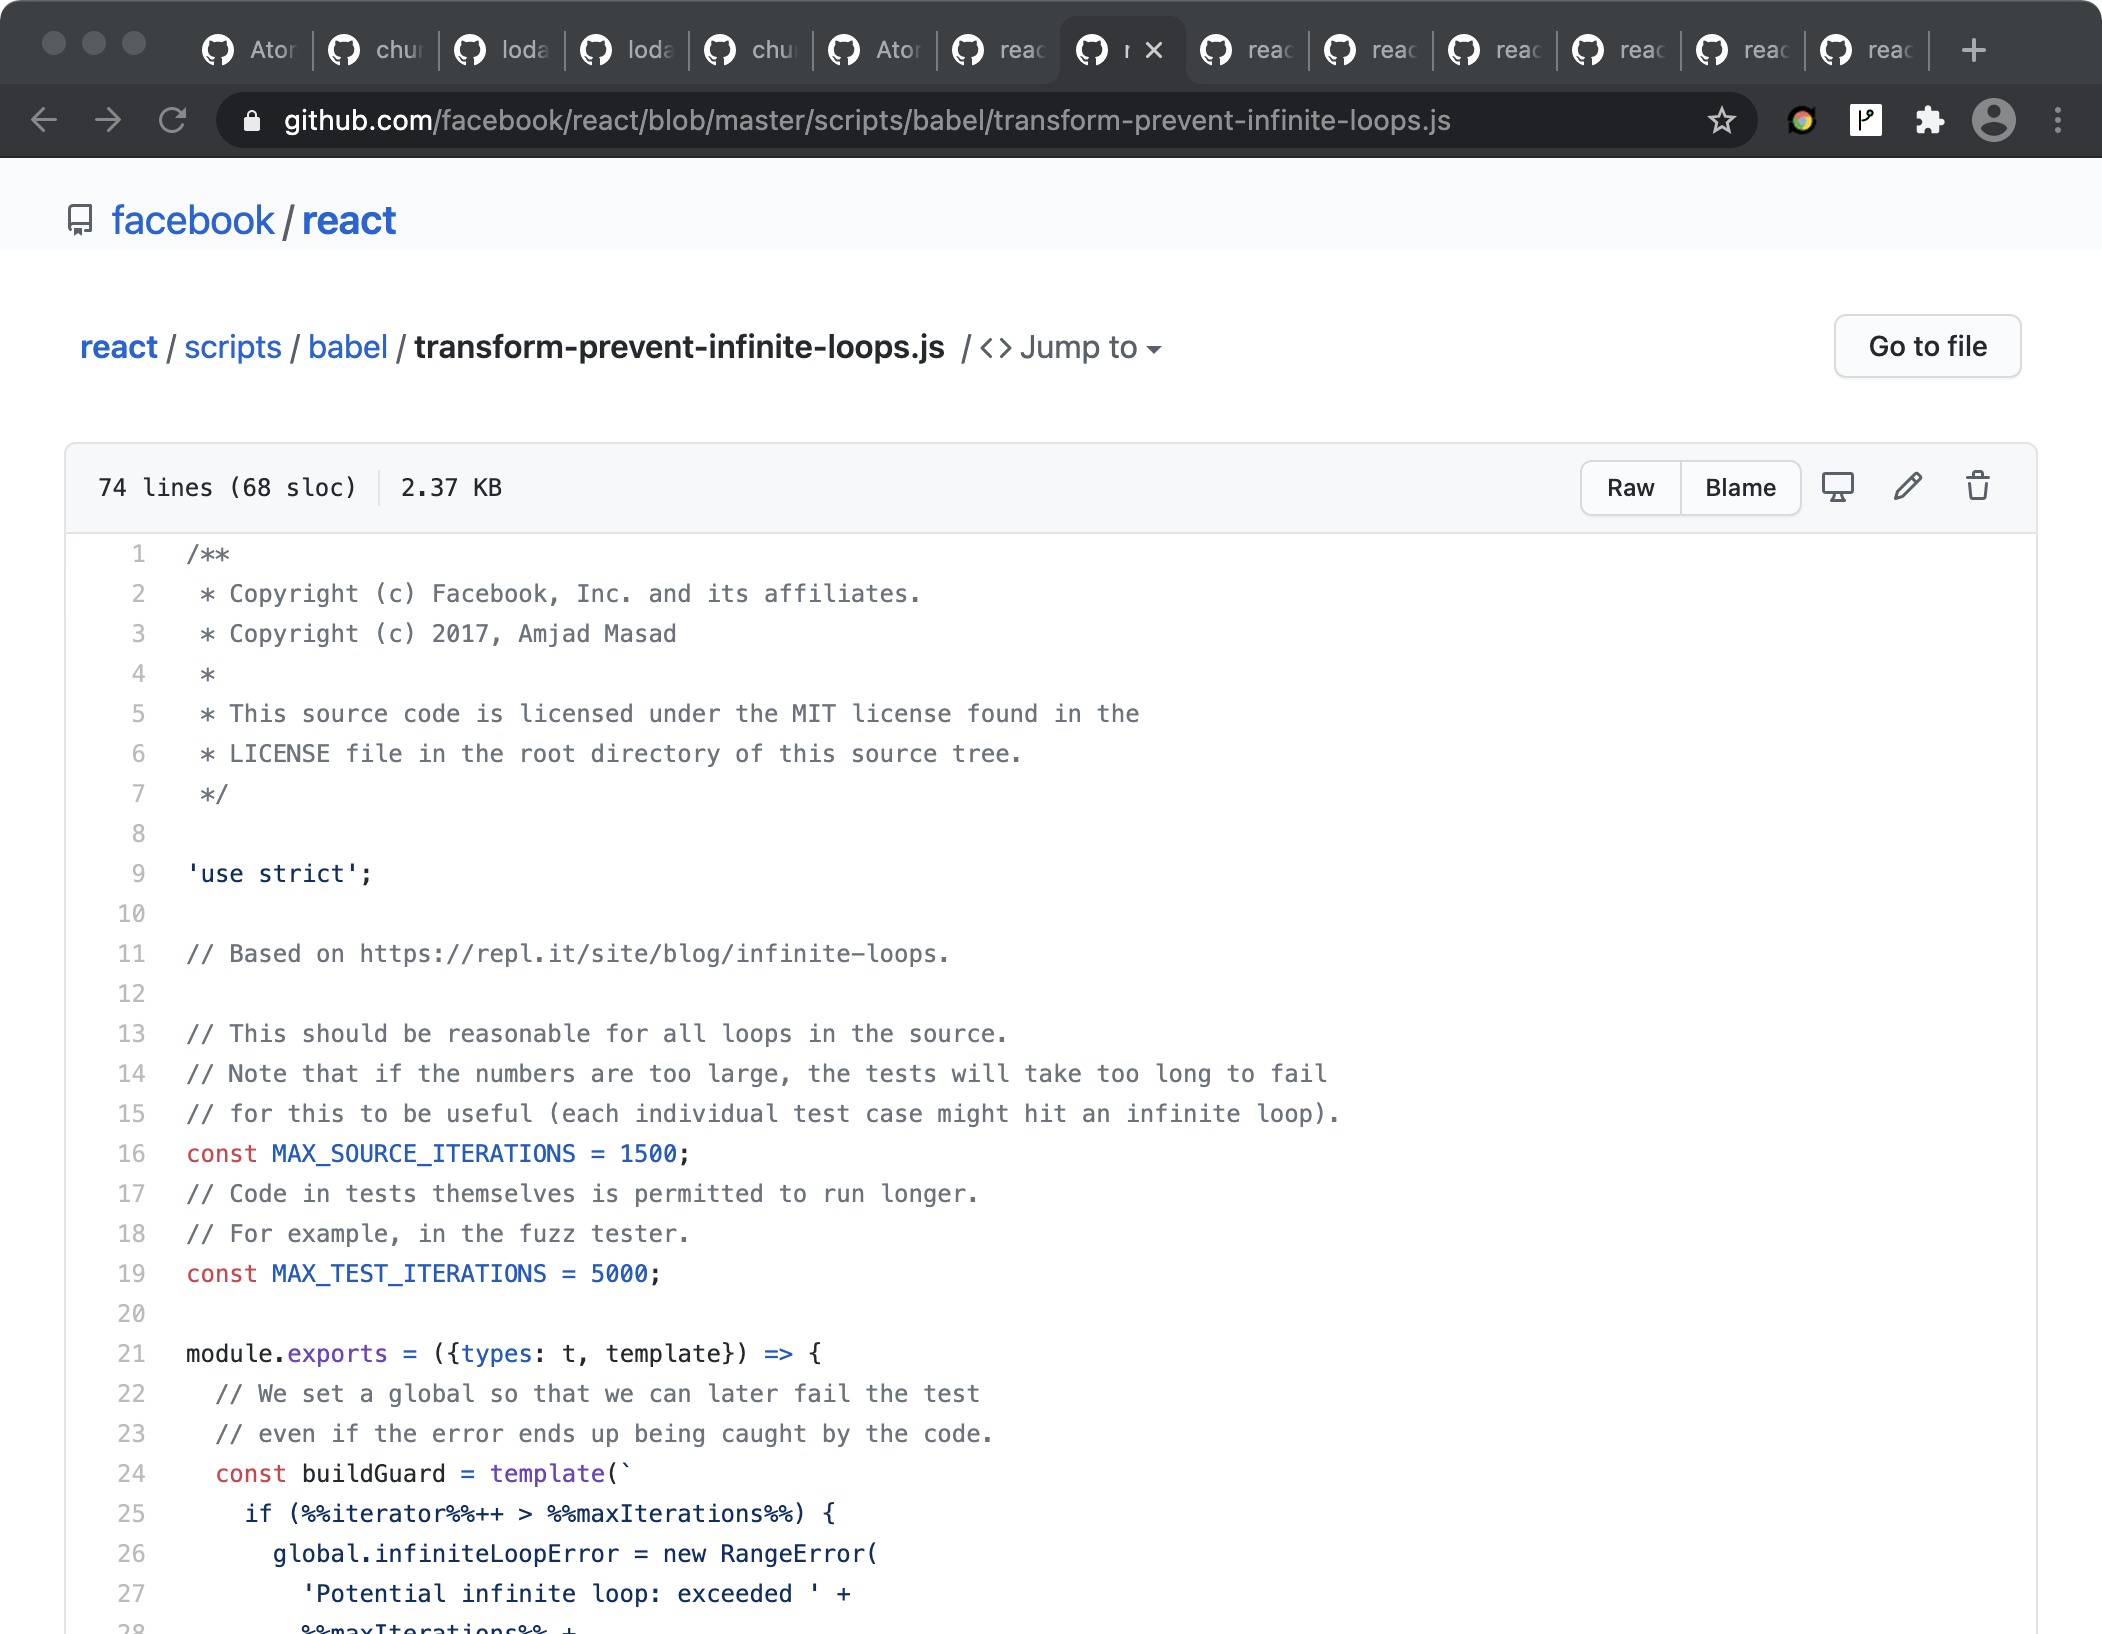 Ator chur loda loda chur Ator reac r reac reac reac reac reac reac
github.com/facebook/react/blob/master/scripts/babel/transform-prevent-infinite-loops.js
facebook / react
react / scripts / babel / transform-prevent-infinite-loops.js / <> Jump to
Go to file
74 lines (68 sloc) 2.37 KB
Raw Blame
1 /**
2  * Copyright (c) Facebook, Inc. and its affiliates.
3  * Copyright (c) 2017, Amjad Masad
4  *
5  * This source code is licensed under the MIT license found in the
6  * LICENSE file in the root directory of this source tree.
7  */
8
9 'use strict';
10
11 // Based on https://repl.it/site/blog/infinite-loops.
12
13 // This should be reasonable for all loops in the source.
14 // Note that if the numbers are too large, the tests will take too long to fail
15 // for this to be useful (each individual test case might hit an infinite loop).
16 const MAX_SOURCE_ITERATIONS = 1500;
17 // Code in tests themselves is permitted to run longer.
18 // For example, in the fuzz tester.
19 const MAX_TEST_ITERATIONS = 5000;
20
21 module.exports = ({types: t, template}) => {
22   // We set a global so that we can later fail the test
23   // even if the error ends up being caught by the code.
24   const buildGuard = template(`
25     if (%%iterator%%++ > %%maxIterations%%) {
26       global.infiniteLoopError = new RangeError(
27         'Potential infinite loop: exceeded ' +
28         %%maxIterations%% +